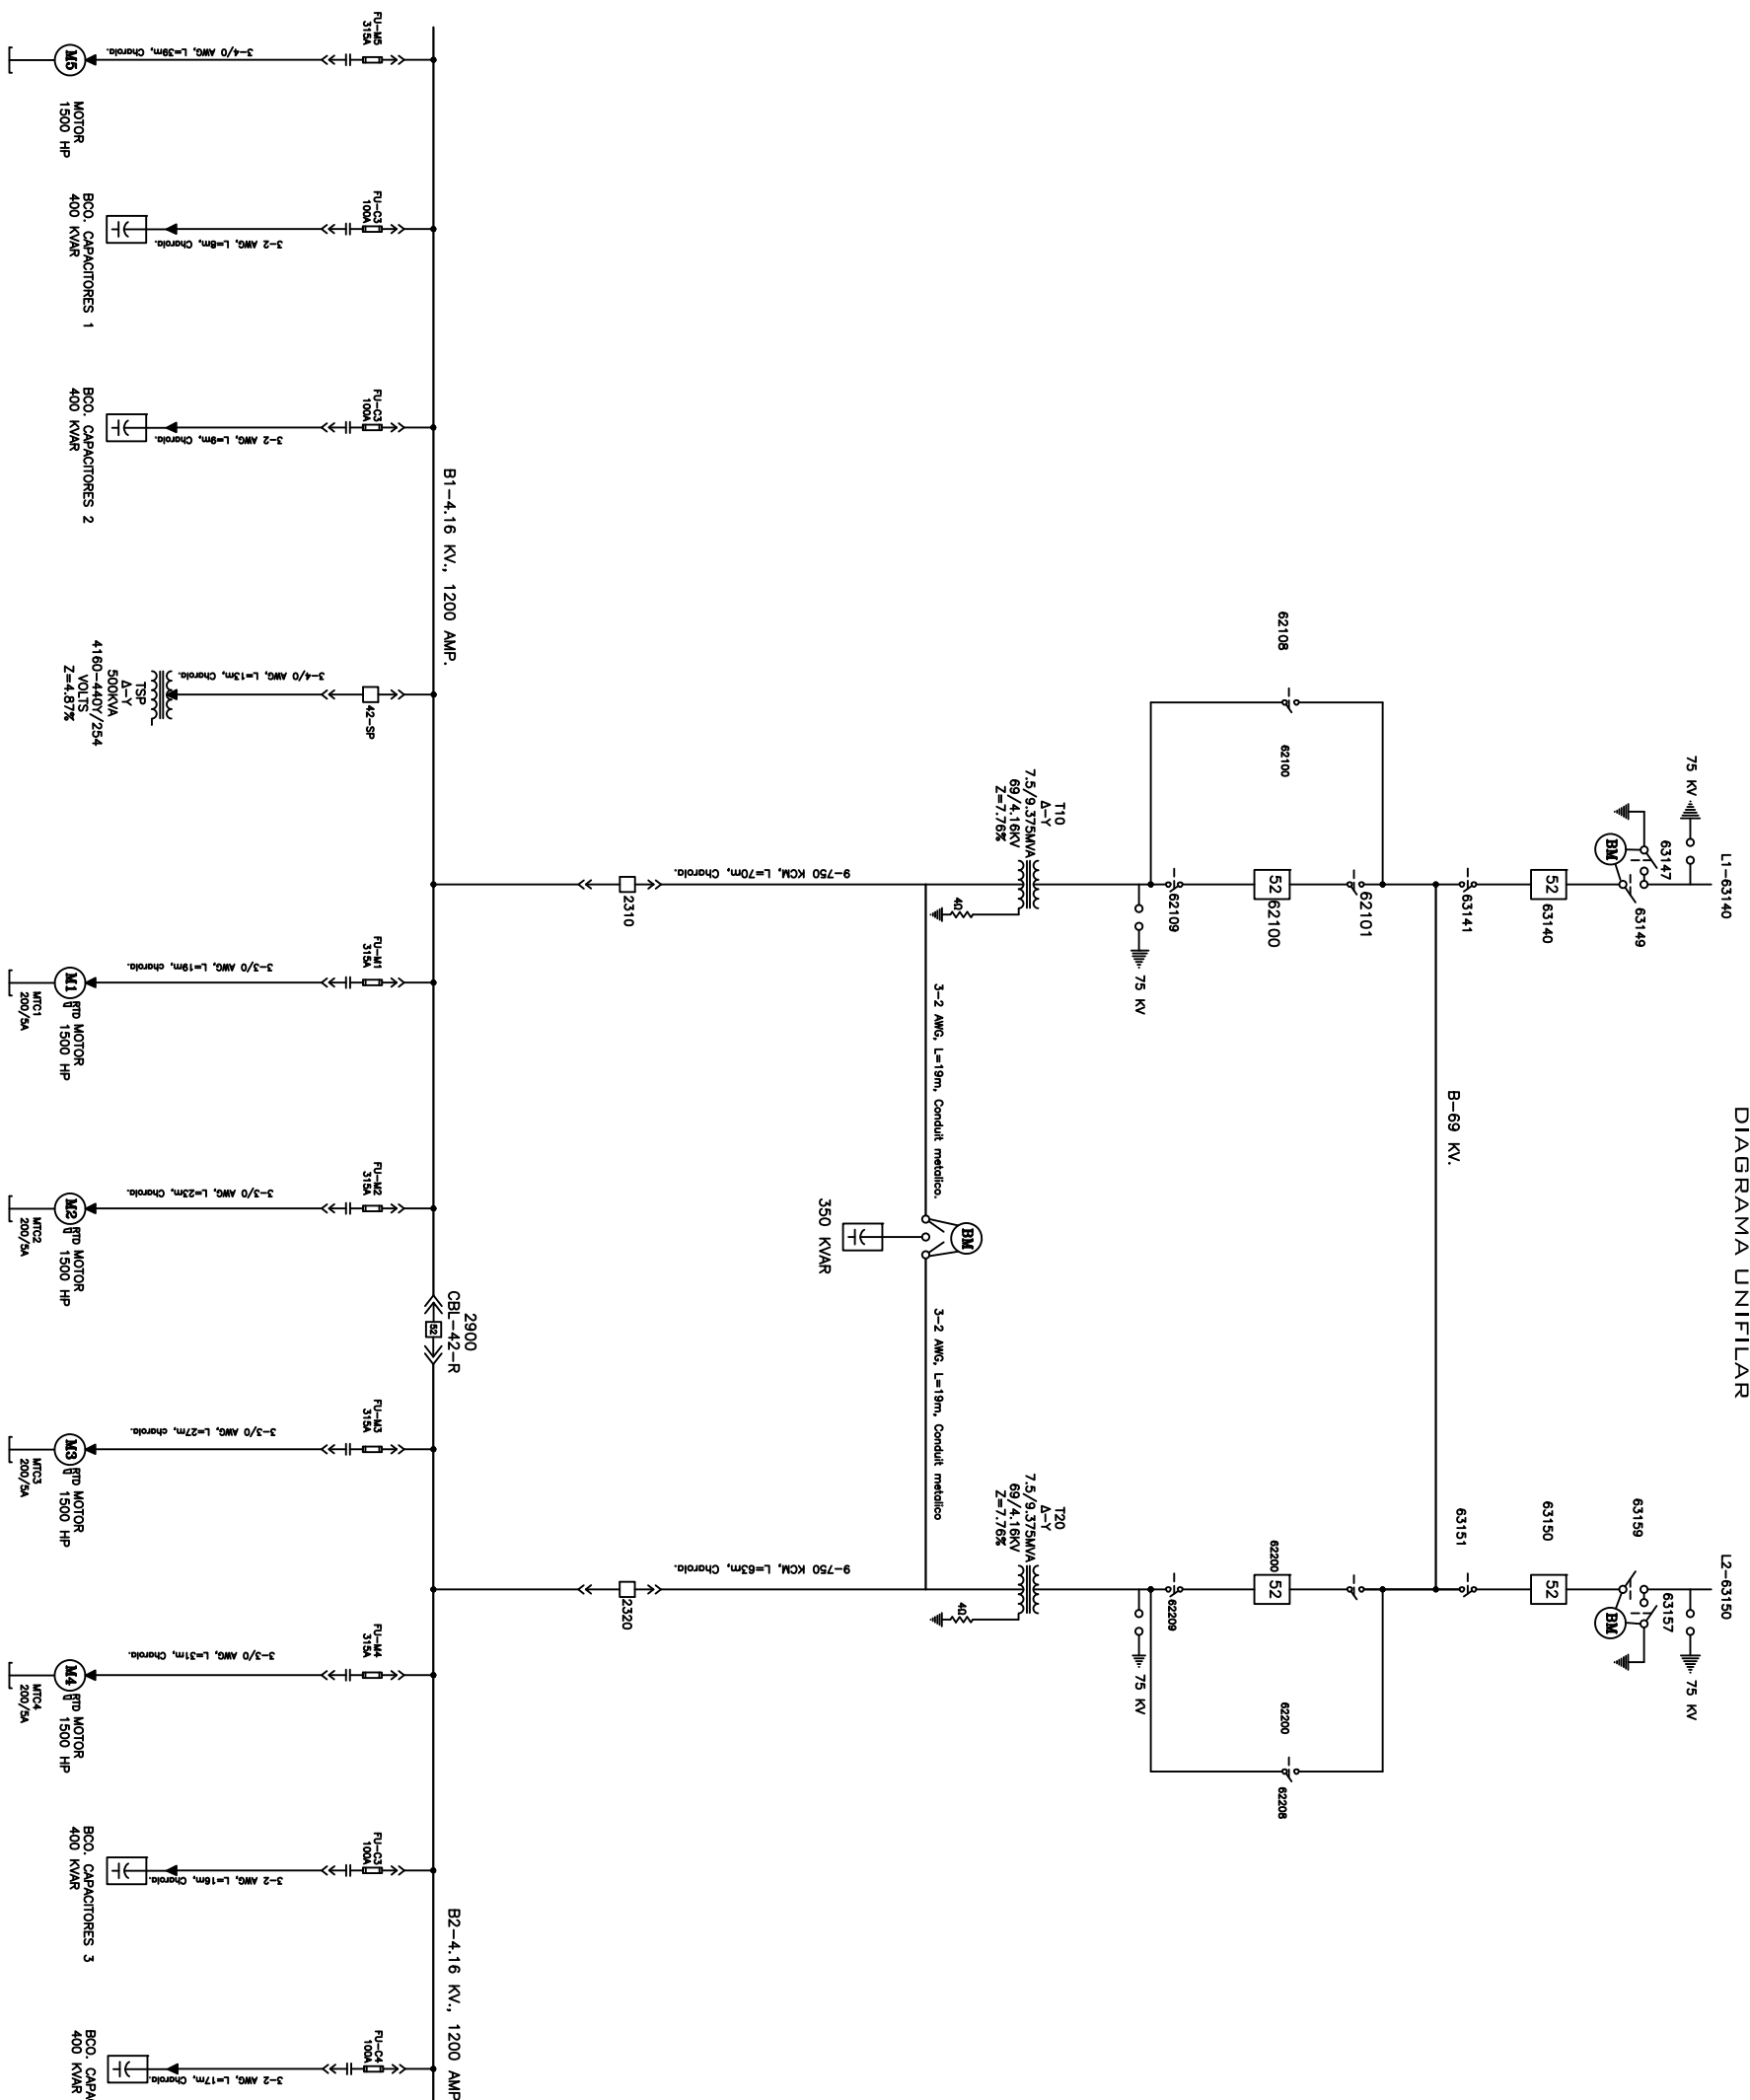 DIAGRAMA UNIFILAR
L1-63140
L2-63150
75 KV
63147
63149
BM
52
63140
63141
B-69 KV.
75 KV
63159
63157
BM
63150
52
63151
62108
62100
62101
52
62100
62109
75 KV
62200
52
62209
62200
62208
75 KV
T10
Δ-Y
7.5/9.375MVA
69/4.16KV
Z=7.76%
4Ω
T20
Δ-Y
7.5/9.375MVA
69/4.16KV
Z=7.76%
4Ω
3-2 AWG, L=19m, Conduit metalico.
BM
350 KVAR
3-2 AWG, L=19m, Conduit metalico
9-750 KCM, L=70m, Charola.
9-750 KCM, L=63m, Charola.
2310
2320
B1-4.16 KV., 1200 AMP.
2900
CBL-42-R
52
B2-4.16 KV., 1200 AMP
FU-M5
315A
3-4/0 AWG, L=39m, Charola.
M5
MOTOR
1500 HP
FU-C3
100A
3-2 AWG, L=8m, Charola.
BCO. CAPACITORES 1
400 KVAR
FU-C3
100A
3-2 AWG, L=9m, Charola.
BCO. CAPACITORES 2
400 KVAR
42-SP
3-4/0 AWG, L=13m, Charola.
TSP
Δ-Y
500KVA
4160-440Y/254
VOLTS
Z=4.87%
FU-M1
315A
3-3/0 AWG, L=19m, charola.
M1
RTD MOTOR
1500 HP
MTC1
200/5A
FU-M2
315A
3-3/0 AWG, L=23m, Charola.
M2
RTD MOTOR
1500 HP
MTC2
200/5A
FU-M3
315A
3-3/0 AWG, L=27m, charola.
M3
RTD MOTOR
1500 HP
MTC3
200/5A
FU-M4
315A
3-3/0 AWG, L=31m, Charola.
M4
RTD MOTOR
1500 HP
MTC4
200/5A
FU-C3
100A
3-2 AWG, L=16m, Charola.
BCO. CAPACITORES 3
400 KVAR
FU-C4
100A
3-2 AWG, L=17m, Charola.
BCO. CAPA
400 KVAR